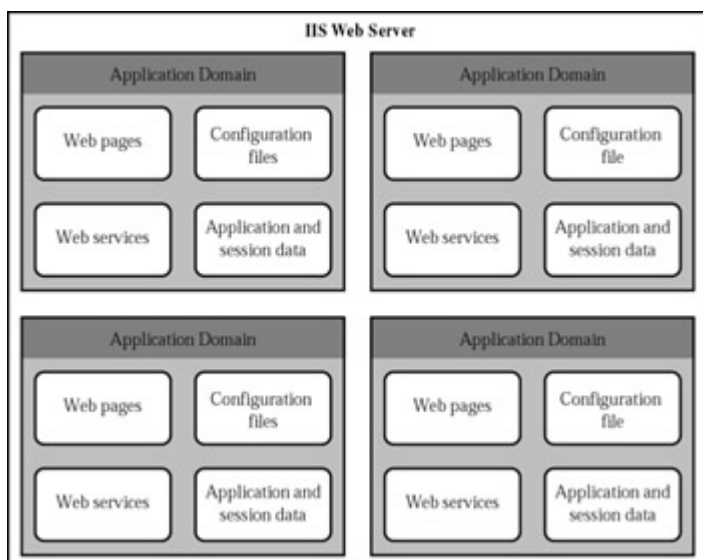 IIS Web Server
Application Domain
Web pages
Configuration
files
Web services
Application and
session data
Application Domain
Web pages
Configuration
file
Web services
Application and
session data
Application Domain
Web pages
Configuration
files
Web services
Application and
session data
Application Domain
Web pages
Configuration
file
Web services
Application and
session data